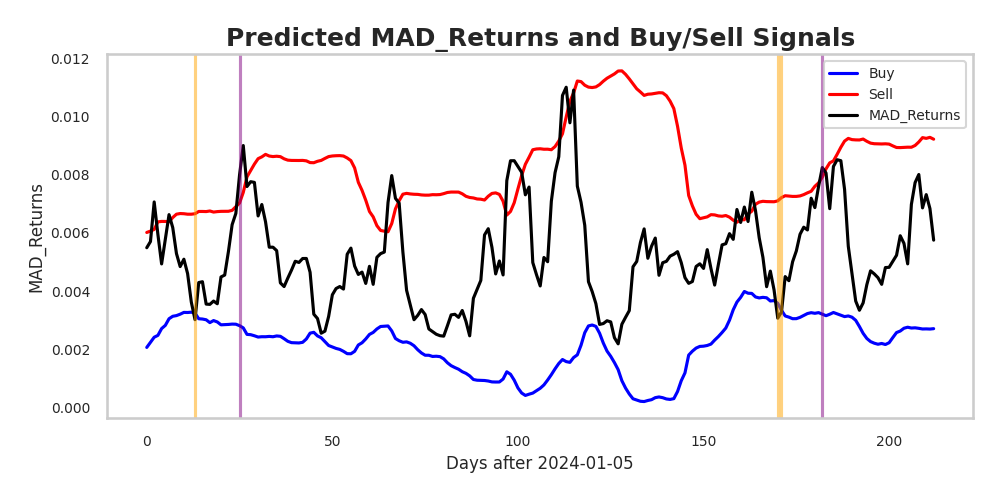 Predicted MAD_Returns and Buy/Sell Signals
0.012
0.010
0.008
0.006
0.004
0.002
0.000
MAD_Returns
Buy
Sell
MAD_Returns
0
50
100
150
200
Days after 2024-01-05